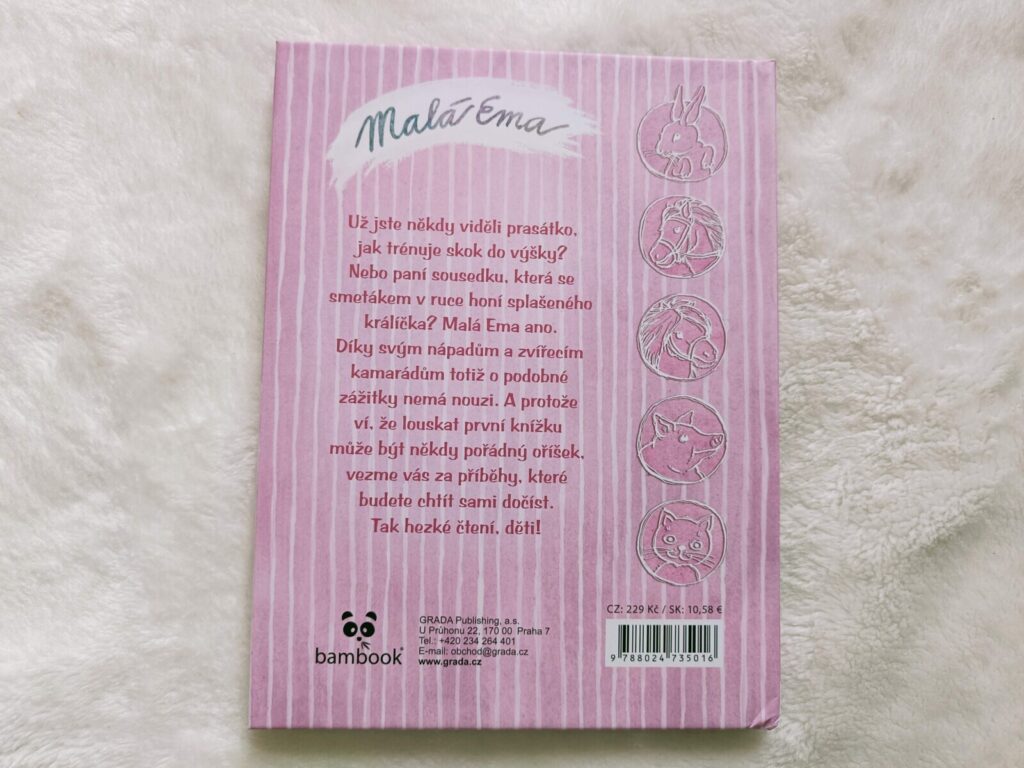 Malá Ema
Už jste někdy viděli prasátko,
jak trénuje skok do výšky?
Nebo paní sousedku, která se
smetákem v ruce honí splašeného
králíčka? Malá Ema ano.
Díky svým nápadům a zvířecím
kamarádům totiž o podobné
zážitky nemá nouzi. A protože
ví, že louskat první knížku
může být někdy pořádný oříšek,
vezme vás za příběhy, které
budete chtít sami dočíst.
Tak hezké čtení, děti!
CZ: 229 Kč / SK: 10,58 €
bambook®
GRADA Publishing, a.s.
U Průhonu 22, 170 00 Praha 7
Tel.: +420 234 264 401
E-mail: obchod@grada.cz
www.grada.cz
9 788024 735016